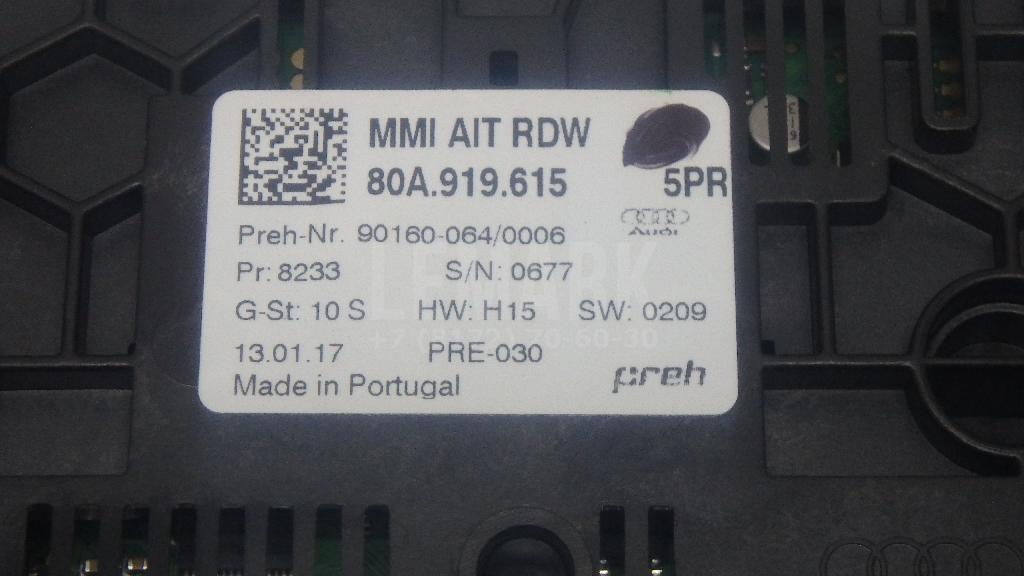 MMI AIT RDW
80A.919.615 5PR
Audi
Preh-Nr. 90160-064/0006
Pr: 8233 S/N: 0677
G-St: 10 S HW: H15 SW: 0209
13.01.17 PRE-030
Made in Portugal preh
LEMARK